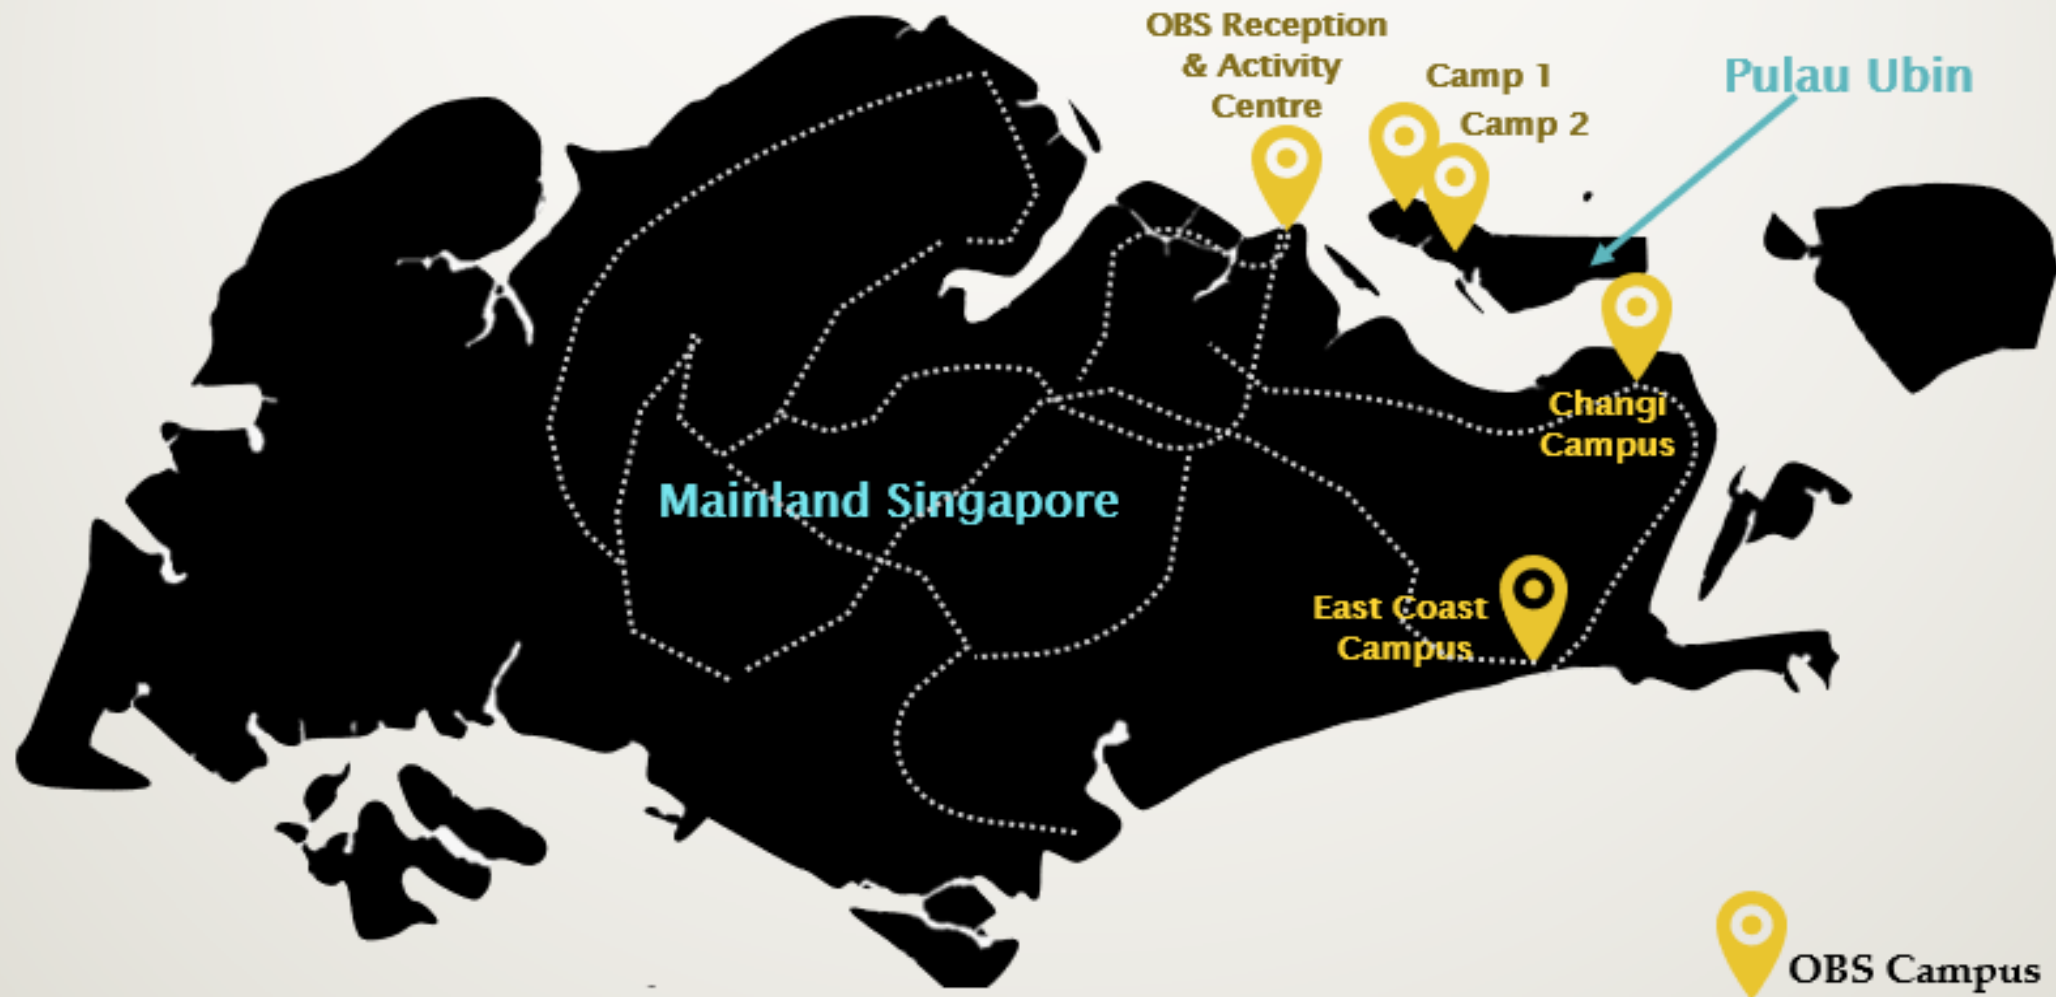 OBS Reception
& Activity
Centre
Camp 1
Camp 2
Pulau Ubin
Changi
Campus
Mainland Singapore
East Coast
Campus
OBS Campus